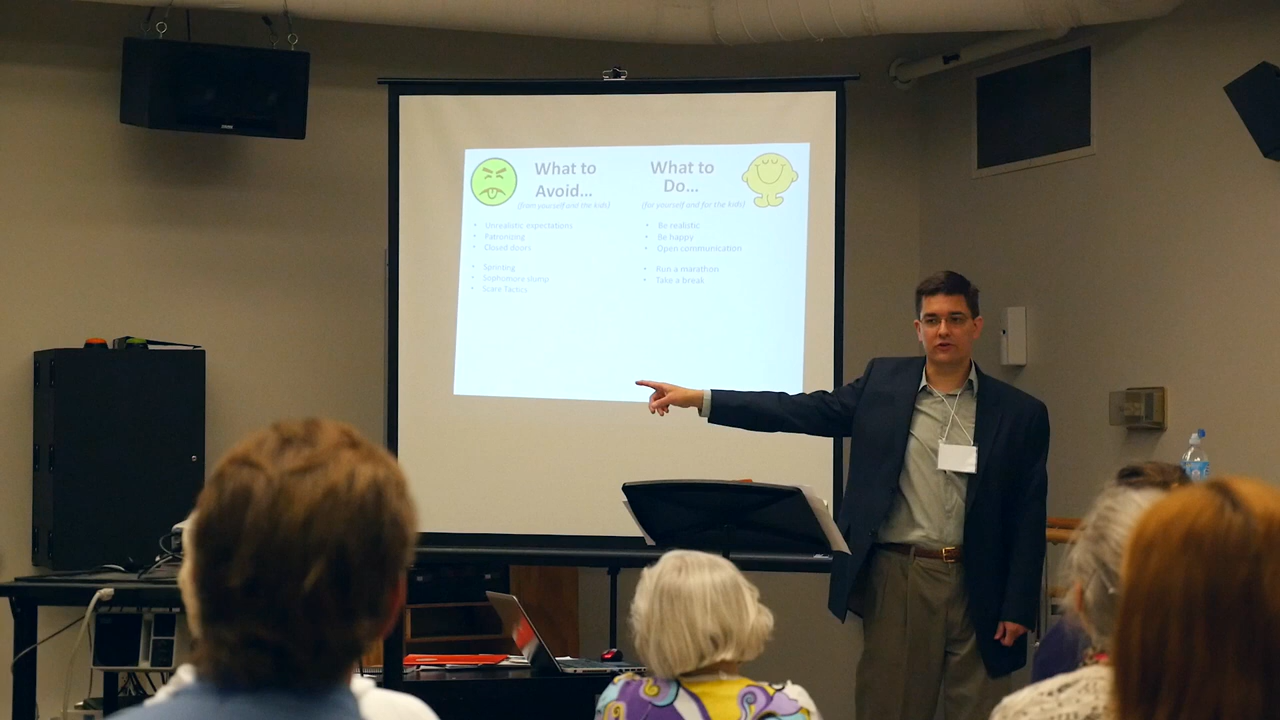 What to
Avoid...
(from yourself and the kids)
• Unrealistic expectations
• Patronizing
• Closed doors
• Sprinting
• Sophomore slump
• Scare Tactics
What to
Do...
(for yourself and for the kids)
• Be realistic
• Be happy
• Open communication
• Run a marathon
• Take a break